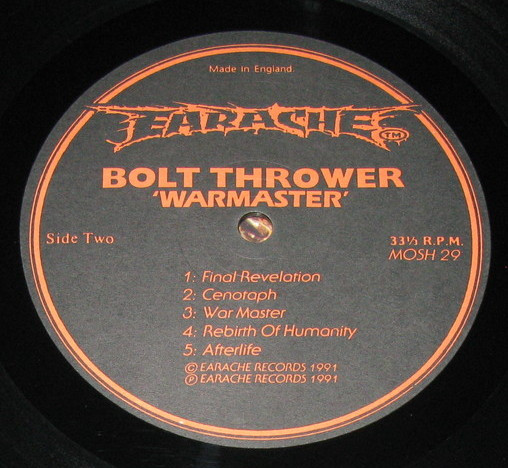 Made in England.
EARACHE TM
BOLT THROWER
'WARMASTER'
Side Two
33⅓ R.P.M.
MOSH 29
1: Final Revelation
2: Cenotaph
3: War Master
4: Rebirth Of Humanity
5: Afterlife
© EARACHE RECORDS 1991
℗ EARACHE RECORDS 1991